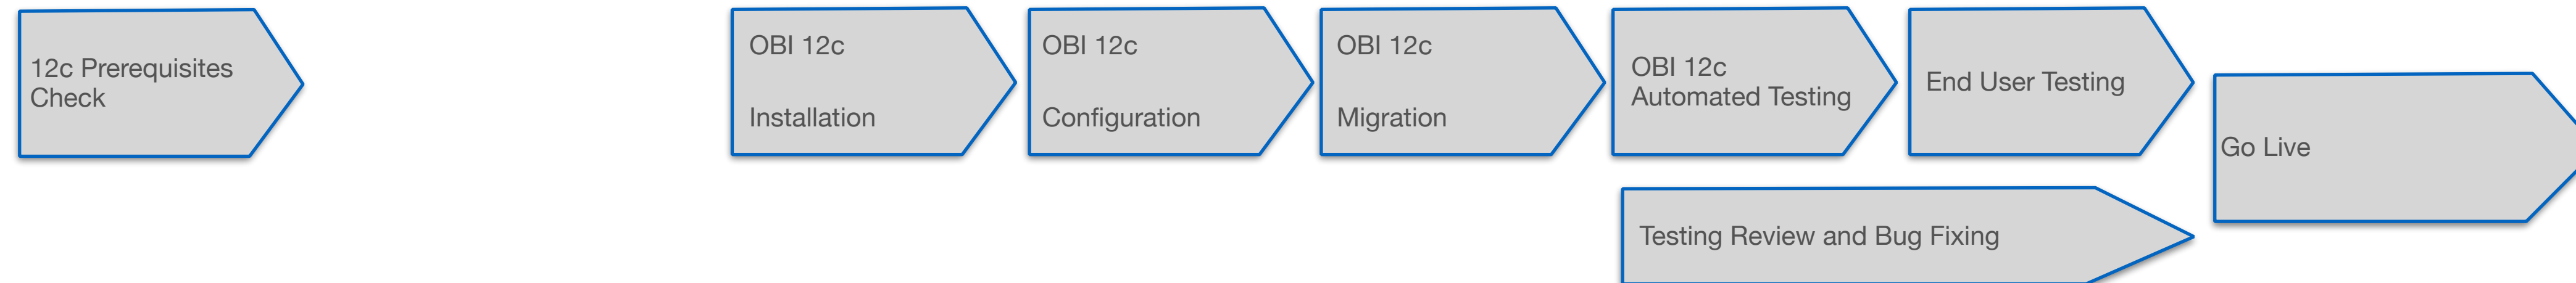 12c Prerequisites
Check
OBI 12c
Installation
OBI 12c
Configuration
OBI 12c
Migration
OBI 12c
Automated Testing
End User Testing
Go Live
Testing Review and Bug Fixing